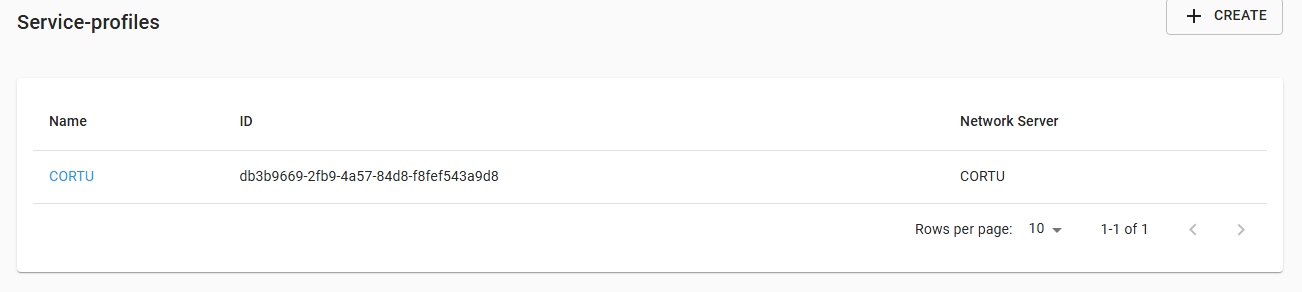 Service-profiles
CREATE
Name ID Network Server
CORTU db3b9669-2fb9-4a57-84d8-f8fef543a9d8 CORTU
Rows per page: 10 1-1 of 1